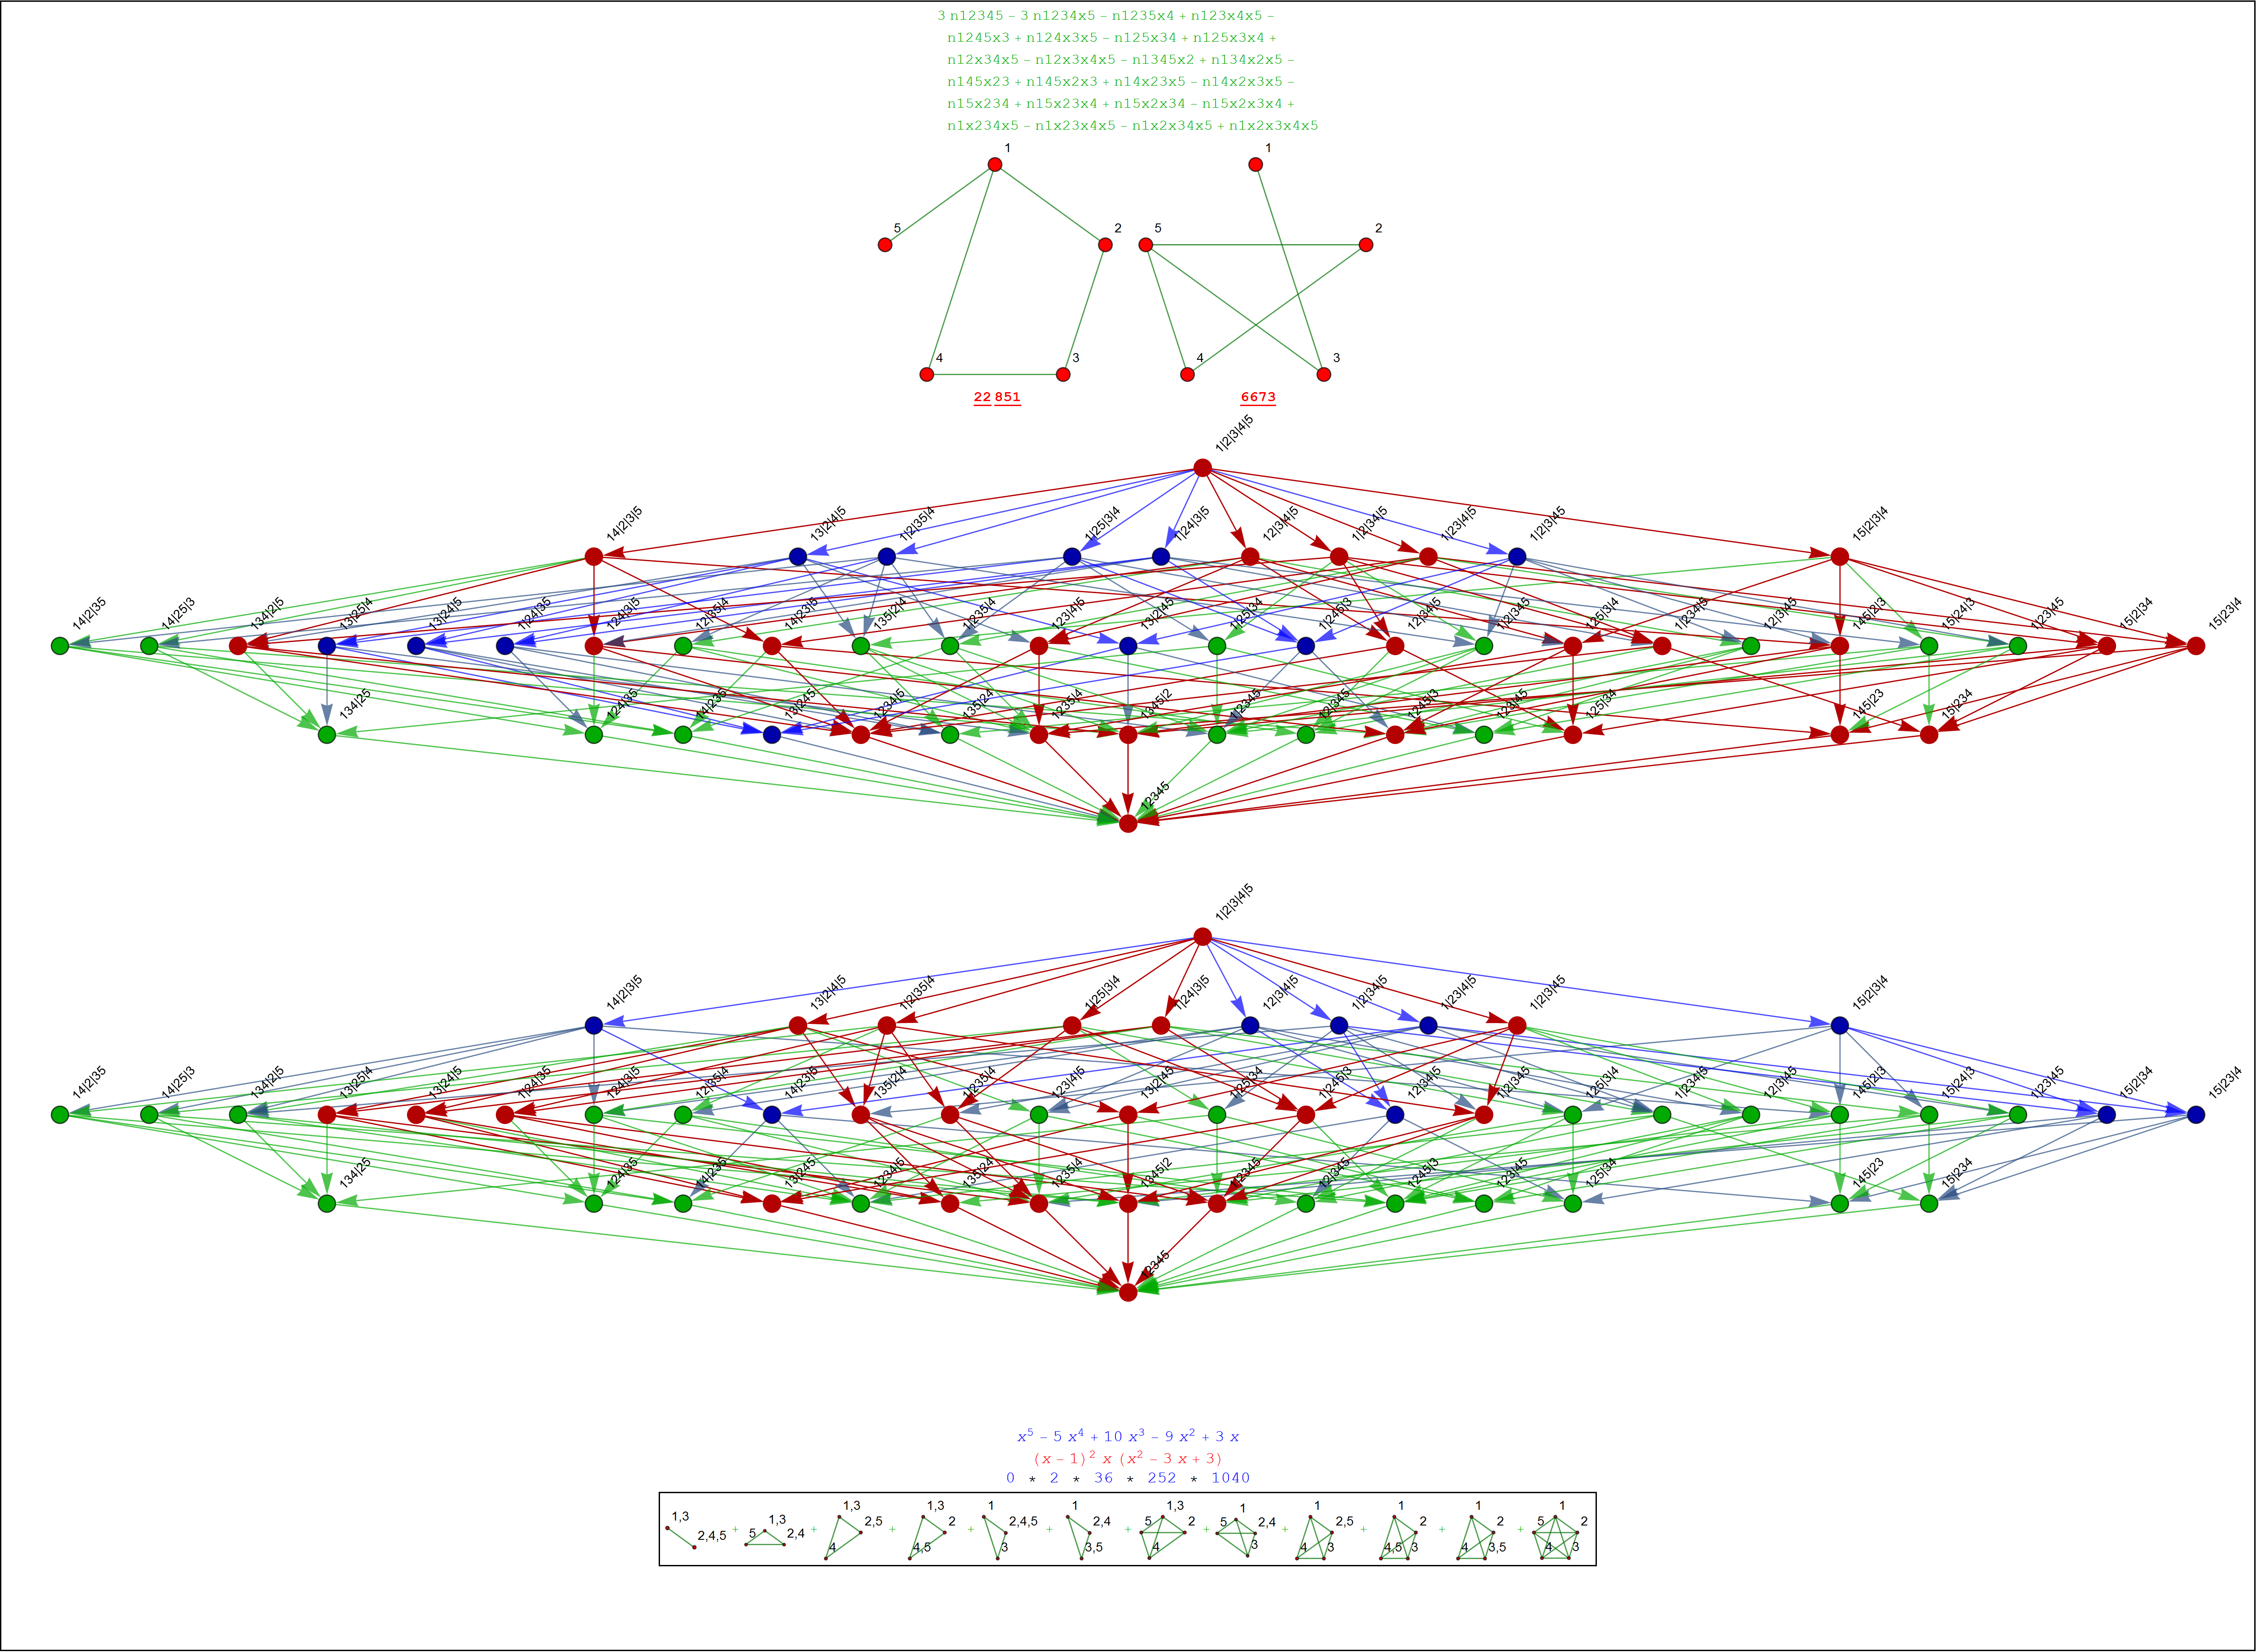 3 n12345 – 3 n1234x5 – n1235x4 + n123x4x5 –
n1245x3 + n124x3x5 – n125x34 + n125x3x4 +
n12x34x5 – n12x3x4x5 – n1345x2 + n134x2x5 –
n145x23 + n145x2x3 + n14x23x5 – n14x2x3x5 –
n15x234 + n15x23x4 + n15x2x34 – n15x2x3x4 +
n1x234x5 – n1x23x4x5 – n1x2x34x5 + n1x2x3x4x5
1 1
5 2 5 2
4 3 4 3
22 851 6673
1|2|3|4|5
14|2|3|5 13|2|4|5 1|2|35|4 1|25|3|4 1|24|3|5 12|3|4|5 1|2|34|5 1|23|4|5 1|2|3|45 15|2|3|4
14|2|35 14|25|3 134|2|5 13|25|4 13|24|5 1|24|35 124|3|5 12|35|4 14|23|5 135|2|4 1|235|4 123|4|5 13|2|45 1|25|34 1|245|3 12|34|5 1|2|345 125|3|4 1|234|5 12|3|45 145|2|3 15|24|3 1|23|45 15|2|34 15|23|4
134|25 124|35 14|235 13|245 1234|5 135|24 1235|4 1345|2 1|2345 12|345 1245|3 123|45 125|34 145|23 15|234
12345
1|2|3|4|5
14|2|3|5 13|2|4|5 1|2|35|4 1|25|3|4 1|24|3|5 12|3|4|5 1|2|34|5 1|23|4|5 1|2|3|45 15|2|3|4
14|2|35 14|25|3 134|2|5 13|25|4 13|24|5 1|24|35 124|3|5 12|35|4 14|23|5 135|2|4 1|235|4 123|4|5 13|2|45 1|25|34 1|245|3 12|34|5 1|2|345 125|3|4 1|234|5 12|3|45 145|2|3 15|24|3 1|23|45 15|2|34 15|23|4
134|25 124|35 14|235 13|245 1234|5 135|24 1235|4 1345|2 1|2345 12|345 1245|3 123|45 125|34 145|23 15|234
12345
x⁵ – 5 x⁴ + 10 x³ – 9 x² + 3 x
(x – 1)² x (x² – 3 x + 3)
0 * 2 * 36 * 252 * 1040
1,3 2,4,5 + 5 1,3 2,4 + 1,3 2,5 4 + 1,3 2 4,5 + 1 2,4,5 3 + 1 2,4 3,5 + 5 1,3 2 4 + 5 1 2,4 3 + 1 2,5 4 3 + 1 2 4,5 3 + 1 2 4 3,5 + 5 1 2 4 3